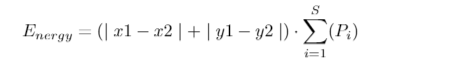 E_{nergy} = (| x1 − x2 | + | y1 − y2 |) · \sum_{i=1}^{S} (P_i)